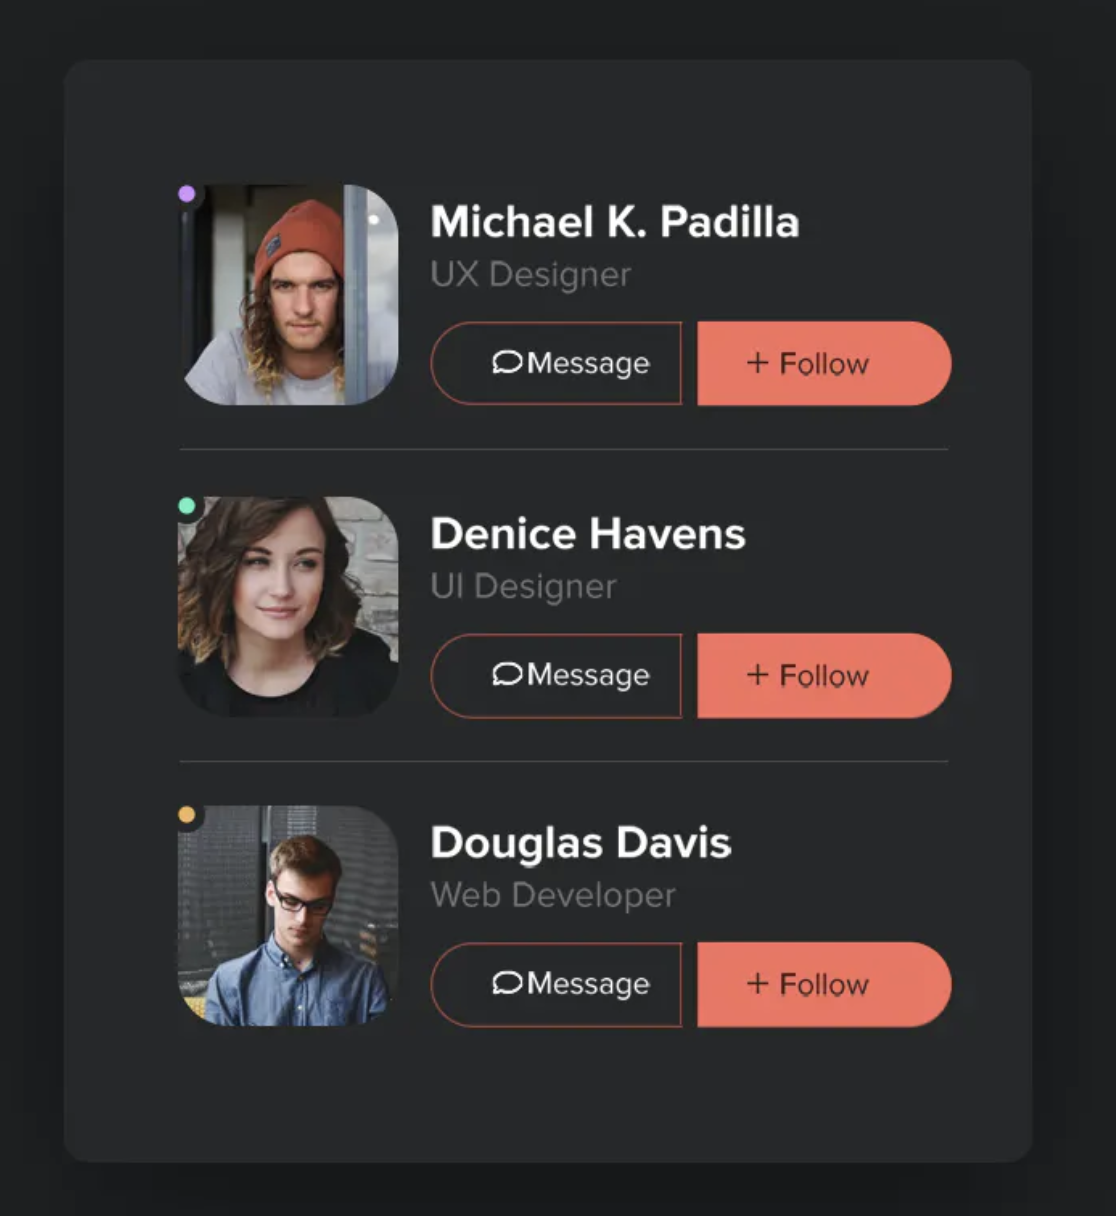 Michael K. Padilla
UX Designer
Message
+ Follow
Denice Havens
UI Designer
Message
+ Follow
Douglas Davis
Web Developer
Message
+ Follow